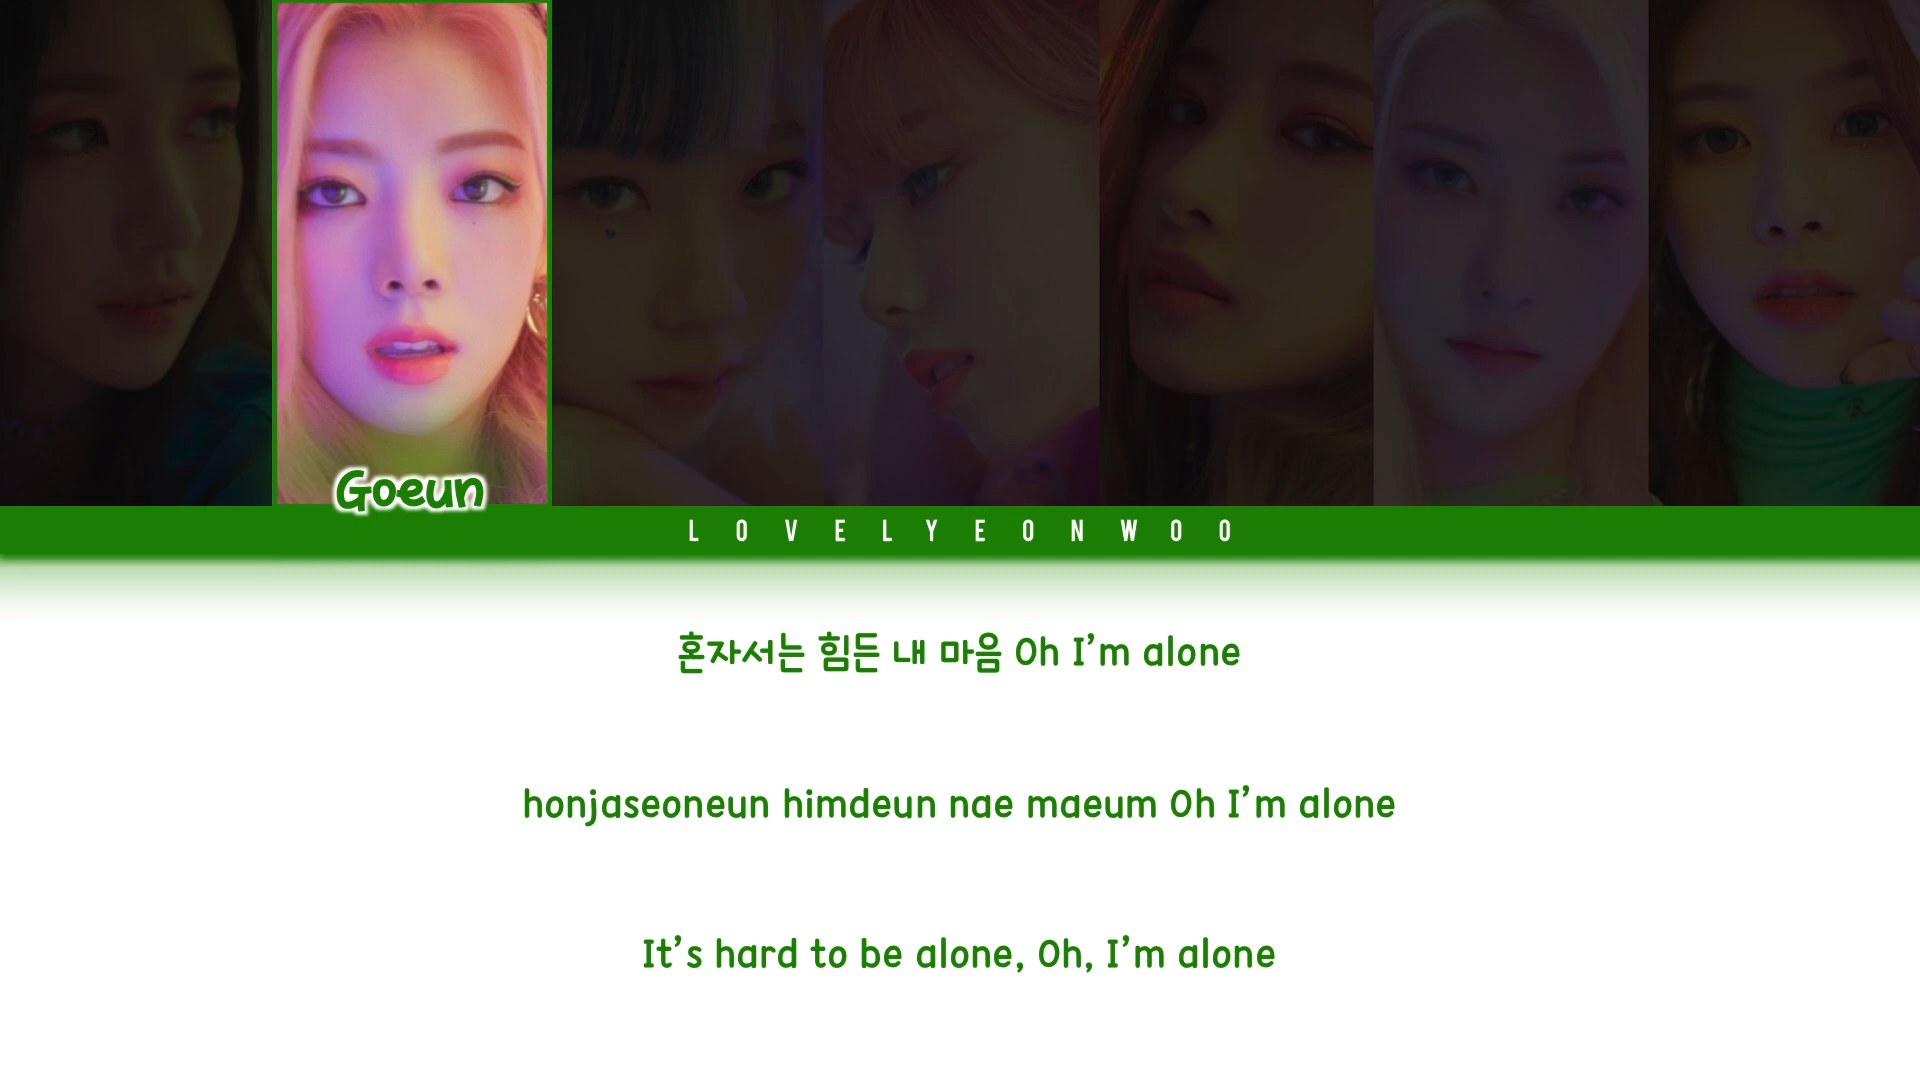 Goeun
LOVELYEONWOO
혼자서는 힘든 내 마음 Oh I’m alone
honjaseoneun himdeun nae maeum Oh I’m alone
It’s hard to be alone, Oh, I’m alone